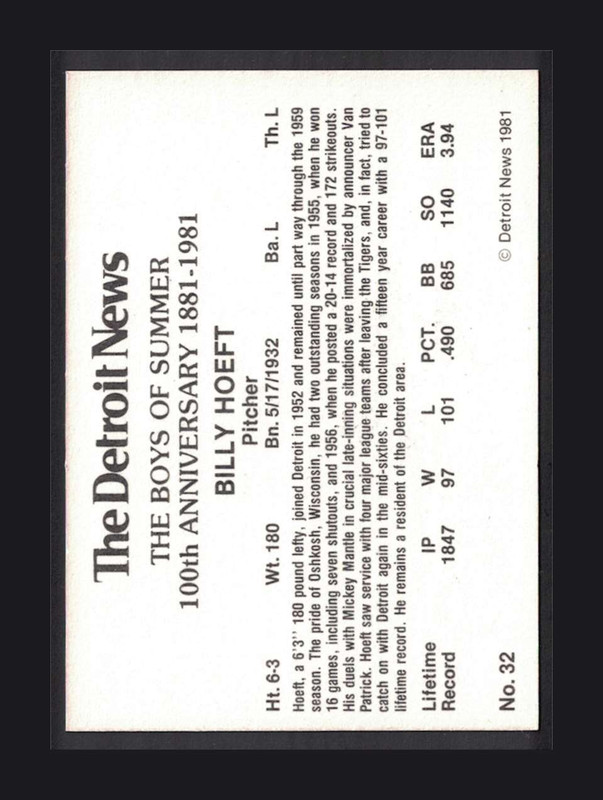 The Detroit News
THE BOYS OF SUMMER
100th ANNIVERSARY 1881-1981
BILLY HOEFT
Pitcher
Ht. 6-3 Wt. 180 Bn. 5/17/1932 Ba. L Th. L
Hoeft, a 6'3'' 180 pound lefty, joined Detroit in 1952 and remained until part way through the 1959
season. The pride of Oshkosh, Wisconsin, he had two outstanding seasons in 1955, when he won
16 games, including seven shutouts, and 1956, when he posted a 20-14 record and 172 strikeouts.
His duels with Mickey Mantle in crucial late-inning situations were immortalized by announcer Van
Patrick. Hoeft saw service with four major league teams after leaving the Tigers, and, in fact, tried to
catch on with Detroit again in the mid-sixties. He concluded a fifteen year career with a 97-101
lifetime record. He remains a resident of the Detroit area.
Lifetime IP W L PCT. BB SO ERA
Record 1847 97 101 .490 685 1140 3.94
No. 32 © Detroit News 1981